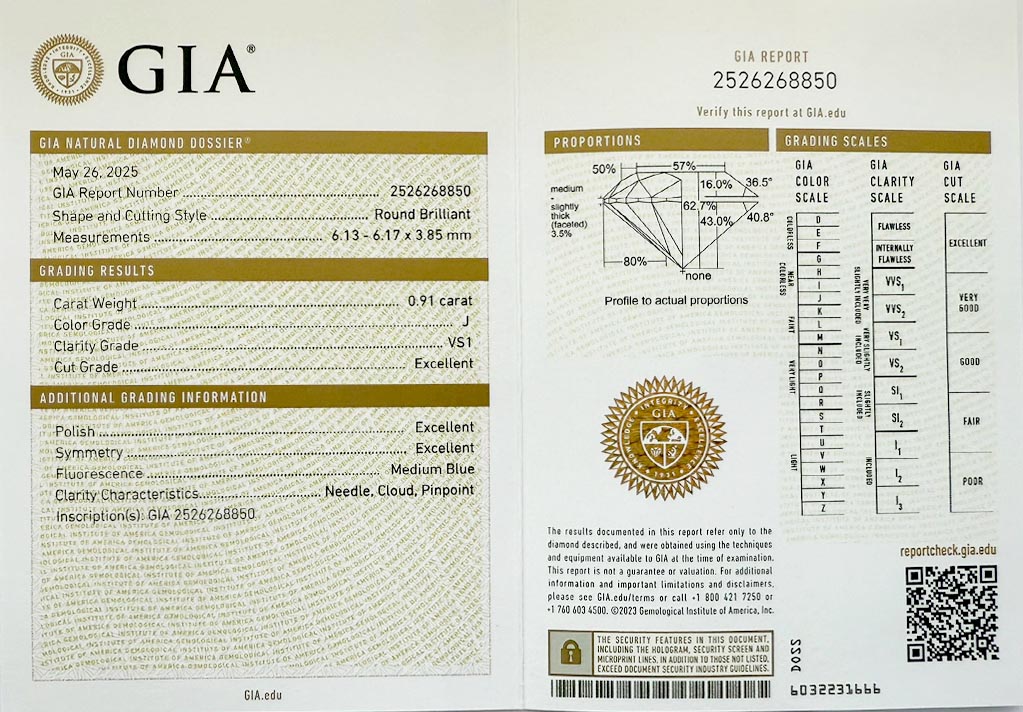 GIA®
GIA NATURAL DIAMOND DOSSIER®
May 26, 2025
GIA Report Number 2525268850
Shape and Cutting Style Round Brilliant
Measurements 6.13 - 6.17 x 3.85 mm
GRADING RESULTS
Carat Weight 0.91 carat
Color Grade J
Clarity Grade VS1
Cut Grade Excellent
ADDITIONAL GRADING INFORMATION
Polish Excellent
Symmetry Excellent
Fluorescence Medium Blue
Clarity Characteristics Needle, Cloud, Pinpoint
Inscription(s): GIA 2526268850
GIA.edu
GIA REPORT
2526268850
Verify this report at GIA.edu
PROPORTIONS
50%
57%
16.0%
36.5°
medium
-
slightly
thick
(faceted)
3.5%
62.7%
43.0%
40.8°
80%
none
Profile to actual proportions
INTEGRITY
GIA
1931
The results documented in this report refer only to the
diamond described, and were obtained using the techniques
and equipment available to GIA at the time of examination.
This report is not a guarantee or valuation. For additional
information and important limitations and disclaimers,
please see GIA.edu/terms or call +1 800 421 7250 or
+1 760 603 4500. ©2023 Gemological Institute of America, Inc.
THE SECURITY FEATURES IN THIS DOCUMENT,
INCLUDING THE HOLOGRAM, SECURITY SCREEN AND
MICROPRINT LINES, IN ADDITION TO THOSE NOT LISTED,
EXCEED DOCUMENT SECURITY INDUSTRY GUIDELINES.
GRADING SCALES
GIA
COLOR
SCALE
COLORLESS
D
E
F
NEAR
COLORLESS
G
H
I
J
FAINT
K
L
M
VERY LIGHT
N
O
P
Q
R
LIGHT
S
T
U
V
W
X
Y
Z
GIA
CLARITY
SCALE
FLAWLESS
INTERNALLY
FLAWLESS
VERY VERY
SLIGHTLY INCLUDED
VVS1
VVS2
VERY SLIGHTLY
INCLUDED
VS1
VS2
SLIGHTLY
INCLUDED
SI1
SI2
INCLUDED
I1
I2
I3
GIA
CUT
SCALE
EXCELLENT
VERY
GOOD
GOOD
FAIR
POOR
reportcheck.gia.edu
DOS2
6032231666